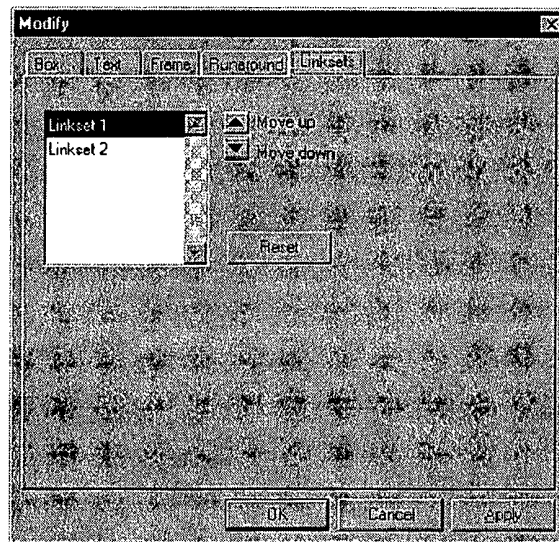 Modify
Box Text Frame Runaround Linksets
Linkset 1
Linkset 2
Move up
Move down
Reset
OK Cancel Apply